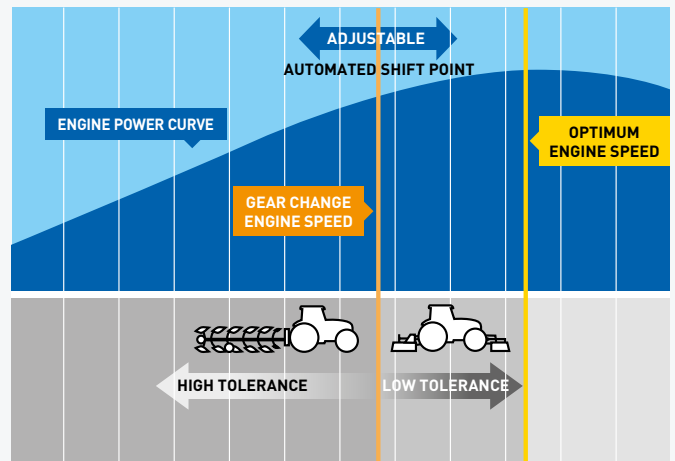 ADJUSTABLE
AUTOMATED SHIFT POINT
ENGINE POWER CURVE
OPTIMUM
ENGINE SPEED
GEAR CHANGE
ENGINE SPEED
HIGH TOLERANCE
LOW TOLERANCE